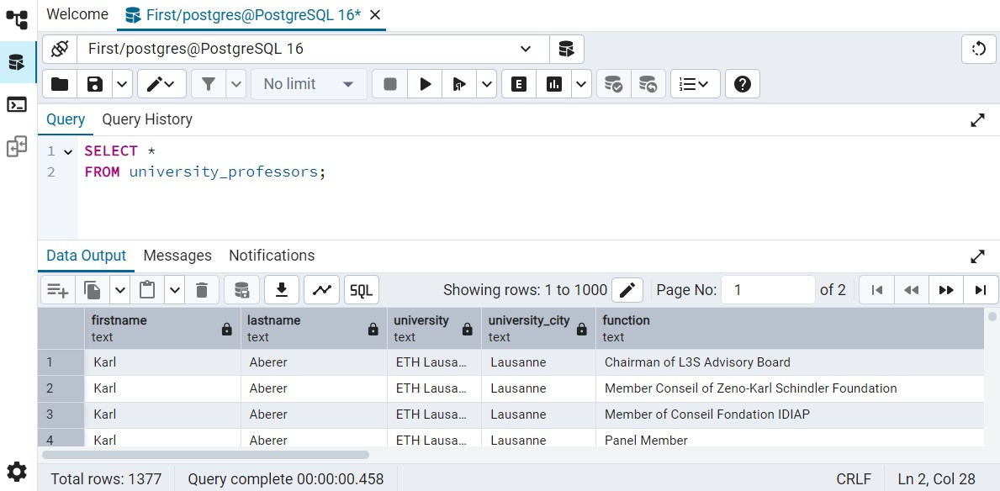 Welcome First/postgres@PostgreSQL 16*
First/postgres@PostgreSQL 16
No limit
E
Query Query History
1 SELECT *
2 FROM university_professors;
Data Output Messages Notifications
SQL Showing rows: 1 to 1000 Page No: 1 of 2
firstname lastname university university_city function
text text text text text
1 Karl Aberer ETH Lausa... Lausanne Chairman of L3S Advisory Board
2 Karl Aberer ETH Lausa... Lausanne Member Conseil of Zeno-Karl Schindler Foundation
3 Karl Aberer ETH Lausa... Lausanne Member of Conseil Fondation IDIAP
4 Karl Aberer ETH Lausa... Lausanne Panel Member
Total rows: 1377 Query complete 00:00:00.458 CRLF Ln 2, Col 28